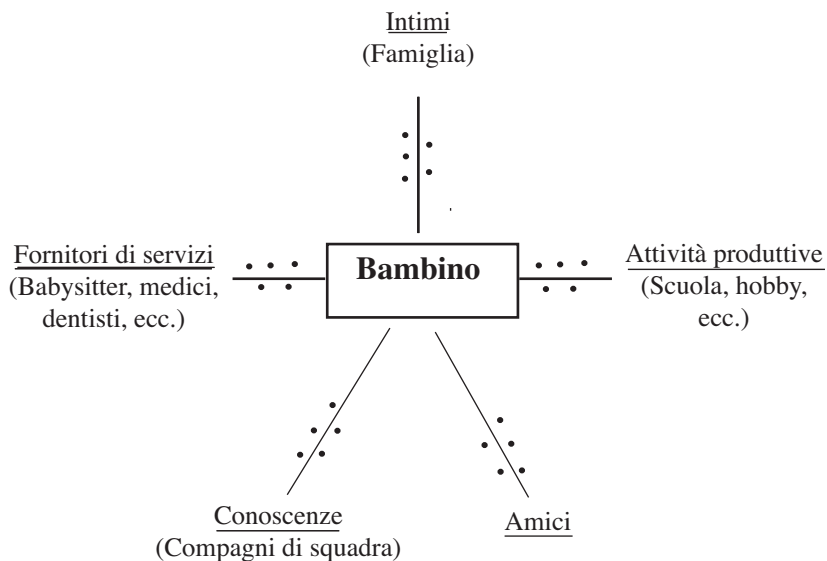 Intimi
(Famiglia)
Fornitori di servizi
(Babysitter, medici,
dentisti, ecc.)
Bambino
Attività produttive
(Scuola, hobby,
ecc.)
Conoscenze
(Compagni di squadra)
Amici